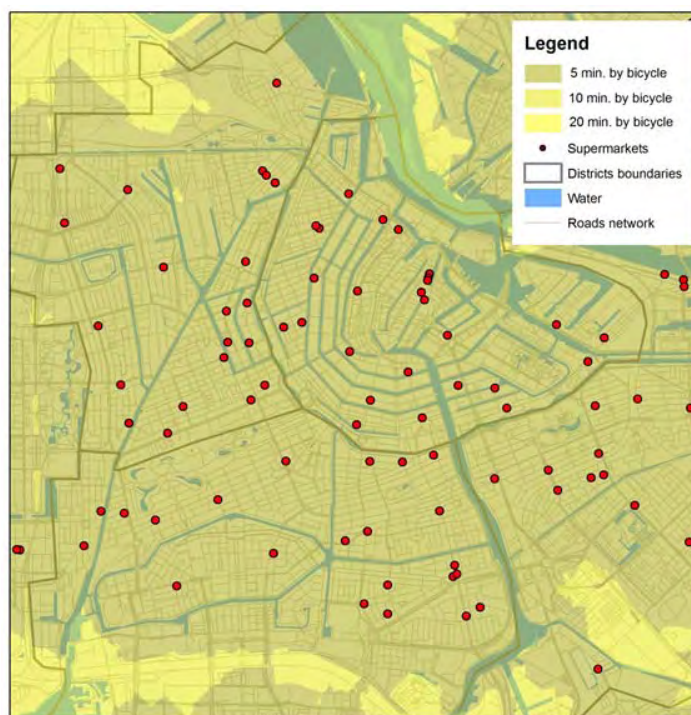 Legend
5 min. by bicycle
10 min. by bicycle
20 min. by bicycle
Supermarkets
Districts boundaries
Water
Roads network